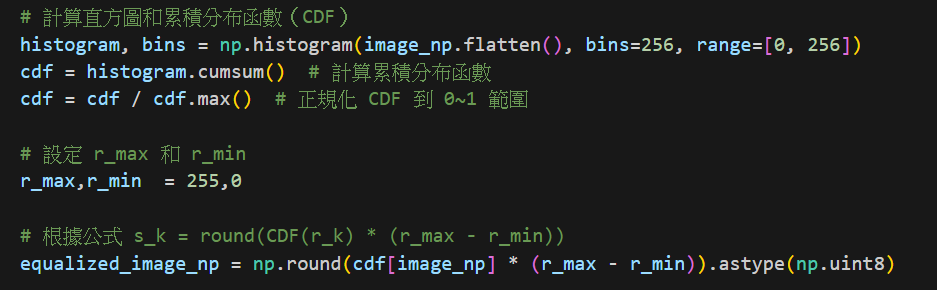 # 計算直方圖和累積分布函數（CDF）
histogram, bins = np.histogram(image_np.flatten(), bins=256, range=[0, 256])
cdf = histogram.cumsum()  # 計算累積分布函數
cdf = cdf / cdf.max()  # 正規化 CDF 到 0~1 範圍
# 設定 r_max 和 r_min
r_max,r_min  = 255,0
# 根據公式 s_k = round(CDF(r_k) * (r_max - r_min))
equalized_image_np = np.round(cdf[image_np] * (r_max - r_min)).astype(np.uint8)